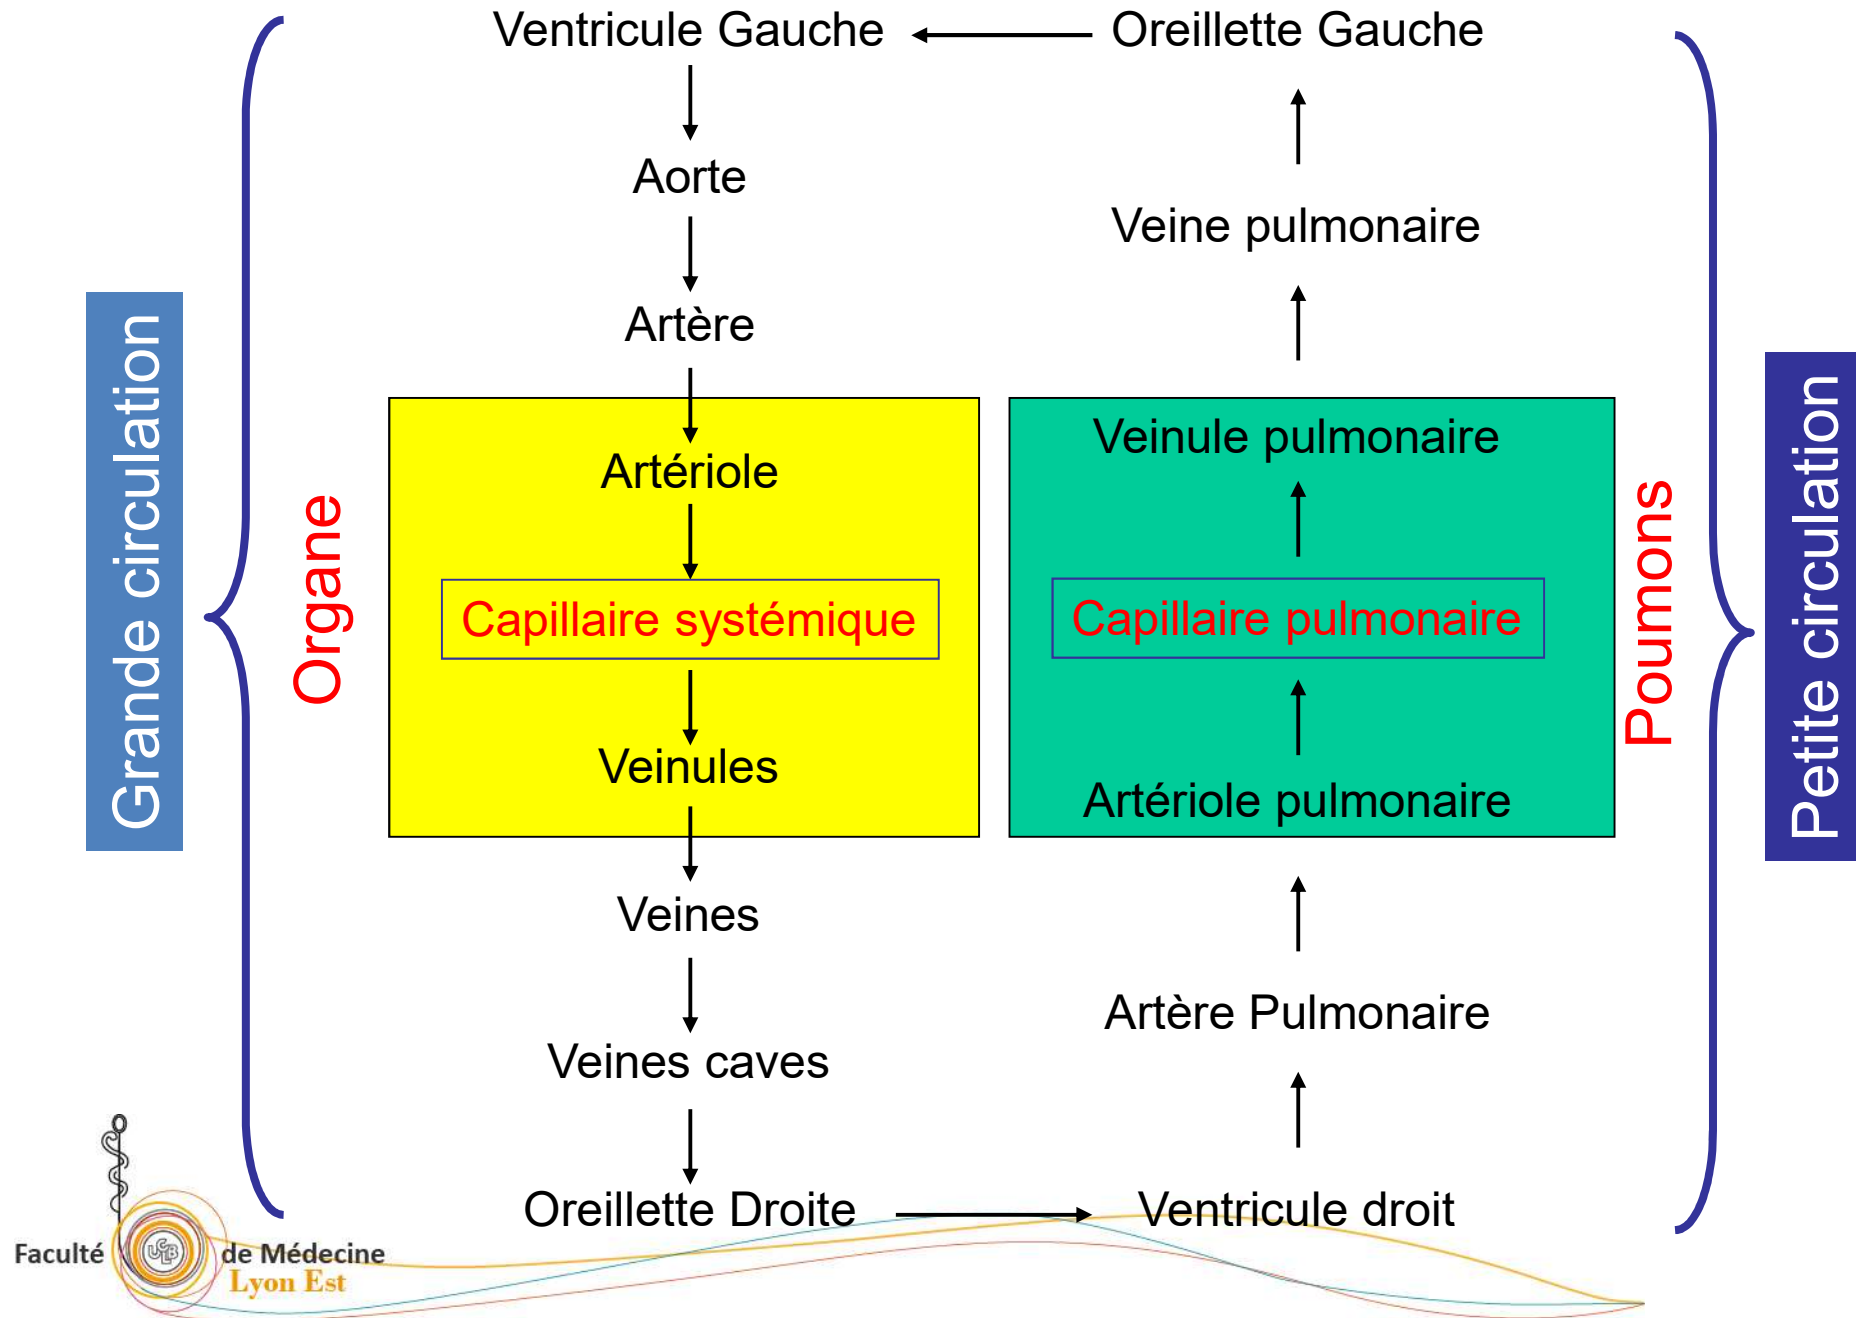 Grande circulation
Organe
Ventricule Gauche
Aorte
Artère
Artériole
Capillaire systémique
Veinules
Veines
Veines caves
Oreillette Droite
Oreillette Gauche
Veine pulmonaire
Veinule pulmonaire
Capillaire pulmonaire
Artériole pulmonaire
Artère Pulmonaire
Ventricule droit
Poumons
Petite circulation
Faculté de Médecine
Lyon Est
UCLB